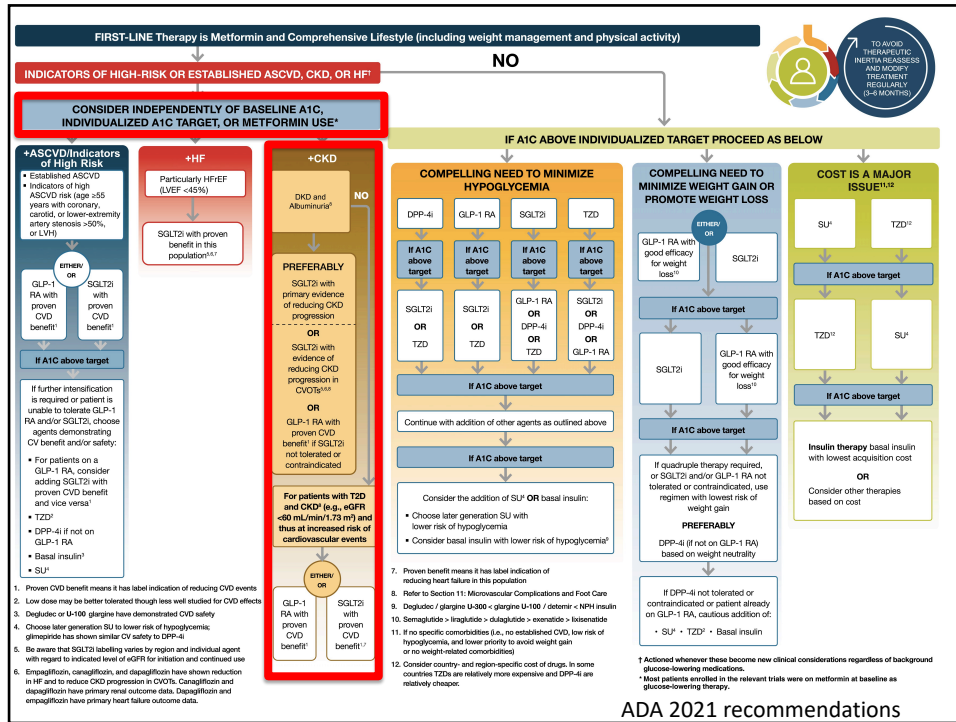 FIRST-LINE Therapy is Metformin and Comprehensive Lifestyle (including weight management and physical activity)
TO AVOID
THERAPEUTIC
INERTIA REASSESS
AND MODIFY
TREATMENT
REGULARLY
(3–6 MONTHS)
INDICATORS OF HIGH-RISK OR ESTABLISHED ASCVD, CKD, OR HF†
NO
CONSIDER INDEPENDENTLY OF BASELINE A1C,
INDIVIDUALIZED A1C TARGET, OR METFORMIN USE*
IF A1C ABOVE INDIVIDUALIZED TARGET PROCEED AS BELOW
+ASCVD/Indicators
of High Risk
▪ Established ASCVD
▪ Indicators of high
ASCVD risk (age ≥55
years with coronary,
carotid, or lower-extremity
artery stenosis >50%,
or LVH)
EITHER/
OR
GLP-1
RA with
proven
CVD
benefit¹
SGLT2i
with
proven
CVD
benefit¹
If A1C above target
If further intensification
is required or patient is
unable to tolerate GLP-1
RA and/or SGLT2i, choose
agents demonstrating
CV benefit and/or safety:
▪ For patients on a
GLP-1 RA, consider
adding SGLT2i with
proven CVD benefit
and vice versa¹
▪ TZD²
▪ DPP-4i if not on
GLP-1 RA
▪ Basal insulin³
▪ SU⁴
+HF
Particularly HFrEF
(LVEF <45%)
SGLT2i with proven
benefit in this
population⁵,⁶,⁷
+CKD
DKD and
Albuminuria⁸
NO
PREFERABLY
SGLT2i with
primary evidence
of reducing CKD
progression
OR
SGLT2i with
evidence of
reducing CKD
progression in
CVOTs⁵,⁶,⁸
OR
GLP-1 RA with
proven CVD
benefit¹ if SGLT2i
not tolerated or
contraindicated
For patients with T2D
and CKD⁸ (e.g., eGFR
<60 mL/min/1.73 m²) and
thus at increased risk of
cardiovascular events
EITHER/
OR
GLP-1
RA with
proven
CVD
benefit¹
SGLT2i
with
proven
CVD
benefit¹,⁷
COMPELLING NEED TO MINIMIZE
HYPOGLYCEMIA
DPP-4i
GLP-1 RA
SGLT2i
TZD
If A1C
above
target
If A1C
above
target
If A1C
above
target
If A1C
above
target
SGLT2i
OR
TZD
SGLT2i
OR
TZD
GLP-1 RA
OR
DPP-4i
OR
TZD
SGLT2i
OR
DPP-4i
OR
GLP-1 RA
If A1C above target
Continue with addition of other agents as outlined above
If A1C above target
Consider the addition of SU⁴ OR basal insulin:
▪ Choose later generation SU with
lower risk of hypoglycemia
▪ Consider basal insulin with lower risk of hypoglycemia⁹
COMPELLING NEED TO
MINIMIZE WEIGHT GAIN OR
PROMOTE WEIGHT LOSS
EITHER/
OR
GLP-1 RA with
good efficacy
for weight
loss¹⁰
SGLT2i
If A1C above target
SGLT2i
GLP-1 RA with
good efficacy
for weight
loss¹⁰
If A1C above target
If quadruple therapy required,
or SGLT2i and/or GLP-1 RA not
tolerated or contraindicated, use
regimen with lowest risk of
weight gain
PREFERABLY
DPP-4i (if not on GLP-1 RA)
based on weight neutrality
If DPP-4i not tolerated or
contraindicated or patient already
on GLP-1 RA, cautious addition of:
• SU⁴ • TZD² • Basal insulin
COST IS A MAJOR
ISSUE¹¹,¹²
SU⁴
TZD¹²
If A1C above target
TZD¹²
SU⁴
If A1C above target
Insulin therapy basal insulin
with lowest acquisition cost
OR
Consider other therapies
based on cost
1. Proven CVD benefit means it has label indication of reducing CVD events
2. Low dose may be better tolerated though less well studied for CVD effects
3. Degludec or U-100 glargine have demonstrated CVD safety
4. Choose later generation SU to lower risk of hypoglycemia;
glimepiride has shown similar CV safety to DPP-4i
5. Be aware that SGLT2i labelling varies by region and individual agent
with regard to indicated level of eGFR for initiation and continued use
6. Empagliflozin, canagliflozin, and dapagliflozin have shown reduction
in HF and to reduce CKD progression in CVOTs. Canagliflozin and
dapagliflozin have primary renal outcome data. Dapagliflozin and
empagliflozin have primary heart failure outcome data.
7. Proven benefit means it has label indication of
reducing heart failure in this population
8. Refer to Section 11: Microvascular Complications and Foot Care
9. Degludec / glargine U-300 < glargine U-100 / detemir < NPH insulin
10. Semaglutide > liraglutide > dulaglutide > exenatide > lixisenatide
11. If no specific comorbidities (i.e., no established CVD, low risk of
hypoglycemia, and lower priority to avoid weight gain
or no weight-related comorbidities)
12. Consider country- and region-specific cost of drugs. In some
countries TZDs are relatively more expensive and DPP-4i are
relatively cheaper.
† Actioned whenever these become new clinical considerations regardless of background
glucose-lowering medications.
* Most patients enrolled in the relevant trials were on metformin at baseline as
glucose-lowering therapy.
ADA 2021 recommendations